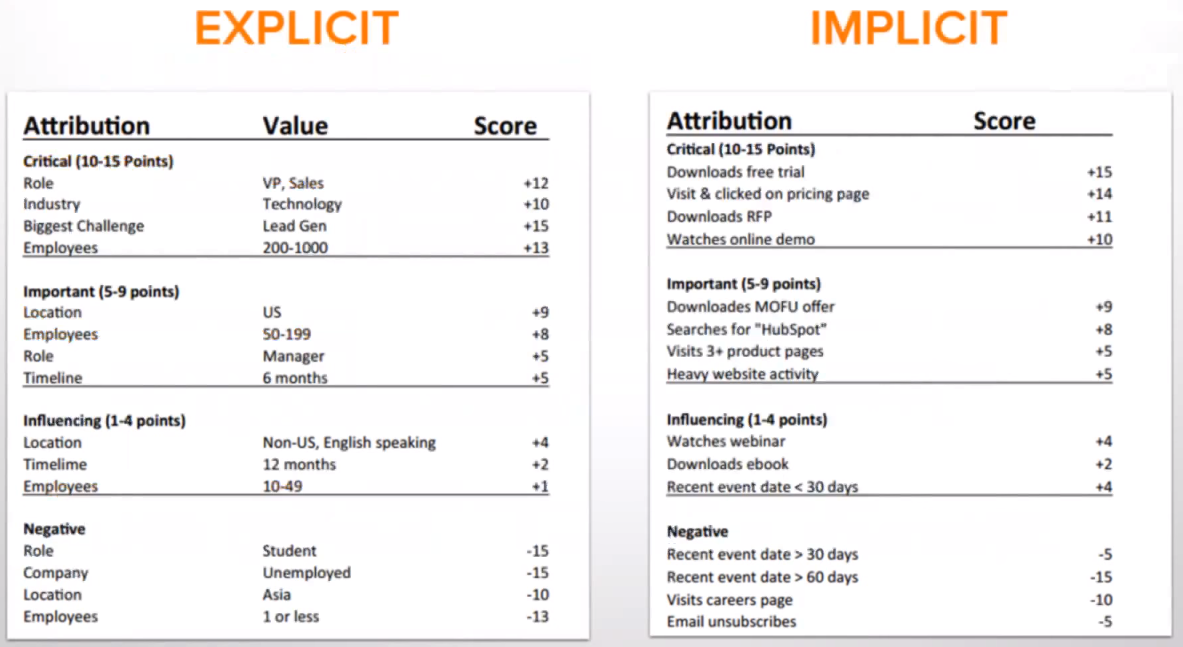 EXPLICIT
Attribution Value Score
Critical (10-15 Points)
Role VP, Sales +12
Industry Technology +10
Biggest Challenge Lead Gen +15
Employees 200-1000 +13
Important (5-9 points)
Location US +9
Employees 50-199 +8
Role Manager +5
Timeline 6 months +5
Influencing (1-4 points)
Location Non-US, English speaking +4
Timelime 12 months +2
Employees 10-49 +1
Negative
Role Student -15
Company Unemployed -15
Location Asia -10
Employees 1 or less -13
IMPLICIT
Attribution Score
Critical (10-15 Points)
Downloads free trial +15
Visit & clicked on pricing page +14
Downloads RFP +11
Watches online demo +10
Important (5-9 points)
Downloades MOFU offer +9
Searches for "HubSpot" +8
Visits 3+ product pages +5
Heavy website activity +5
Influencing (1-4 points)
Watches webinar +4
Downloads ebook +2
Recent event date < 30 days +4
Negative
Recent event date > 30 days -5
Recent event date > 60 days -15
Visits careers page -10
Email unsubscribes -5